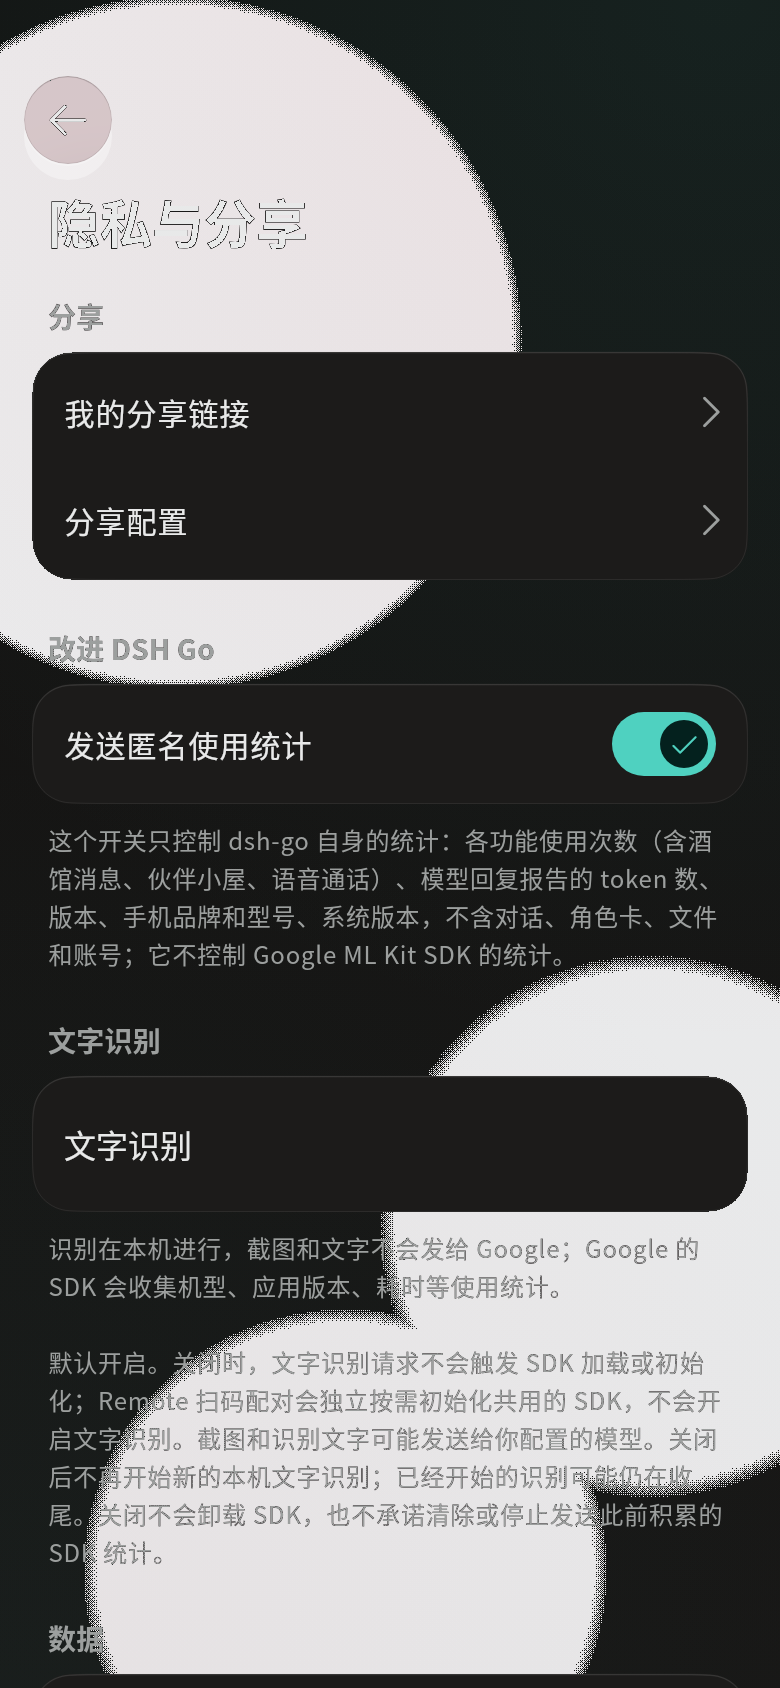 隐私与分享
分享
我的分享链接
分享配置
改进 DSH Go
发送匿名使用统计
这个开关只控制 dsh-go 自身的统计：各功能使用次数（含酒
馆消息、伙伴小屋、语音通话）、模型回复报告的 token 数、
版本、手机品牌和型号、系统版本，不含对话、角色卡、文件
和账号；它不控制 Google ML Kit SDK 的统计。
文字识别
文字识别
识别在本机进行，截图和文字不会发给 Google；Google 的
SDK 会收集机型、应用版本、耗时等使用统计。
默认开启。关闭时，文字识别请求不会触发 SDK 加载或初始
化；Remote 扫码配对会独立按需初始化共用的 SDK，不会开
启文字识别。截图和识别文字可能发送给你配置的模型。关闭
后不再开始新的本机文字识别；已经开始的识别可能仍在收
尾。关闭不会卸载 SDK，也不承诺清除或停止发送此前积累的
SDK 统计。
数据